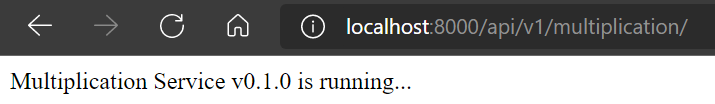 localhost:8000/api/v1/multiplication/
Multiplication Service v0.1.0 is running...